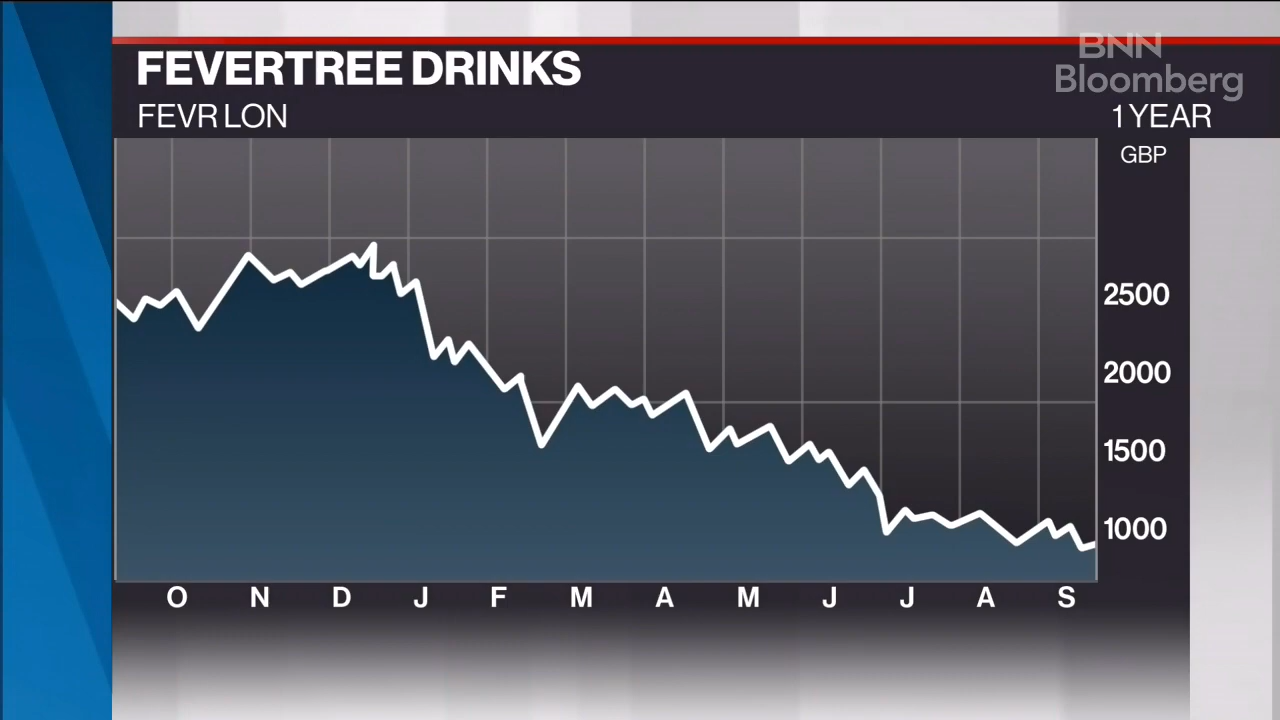 FEVERTREE DRINKS
BNN
Bloomberg
FEVR LON
1 YEAR
GBP
2500
2000
1500
1000
O N D J F M A M J J A S